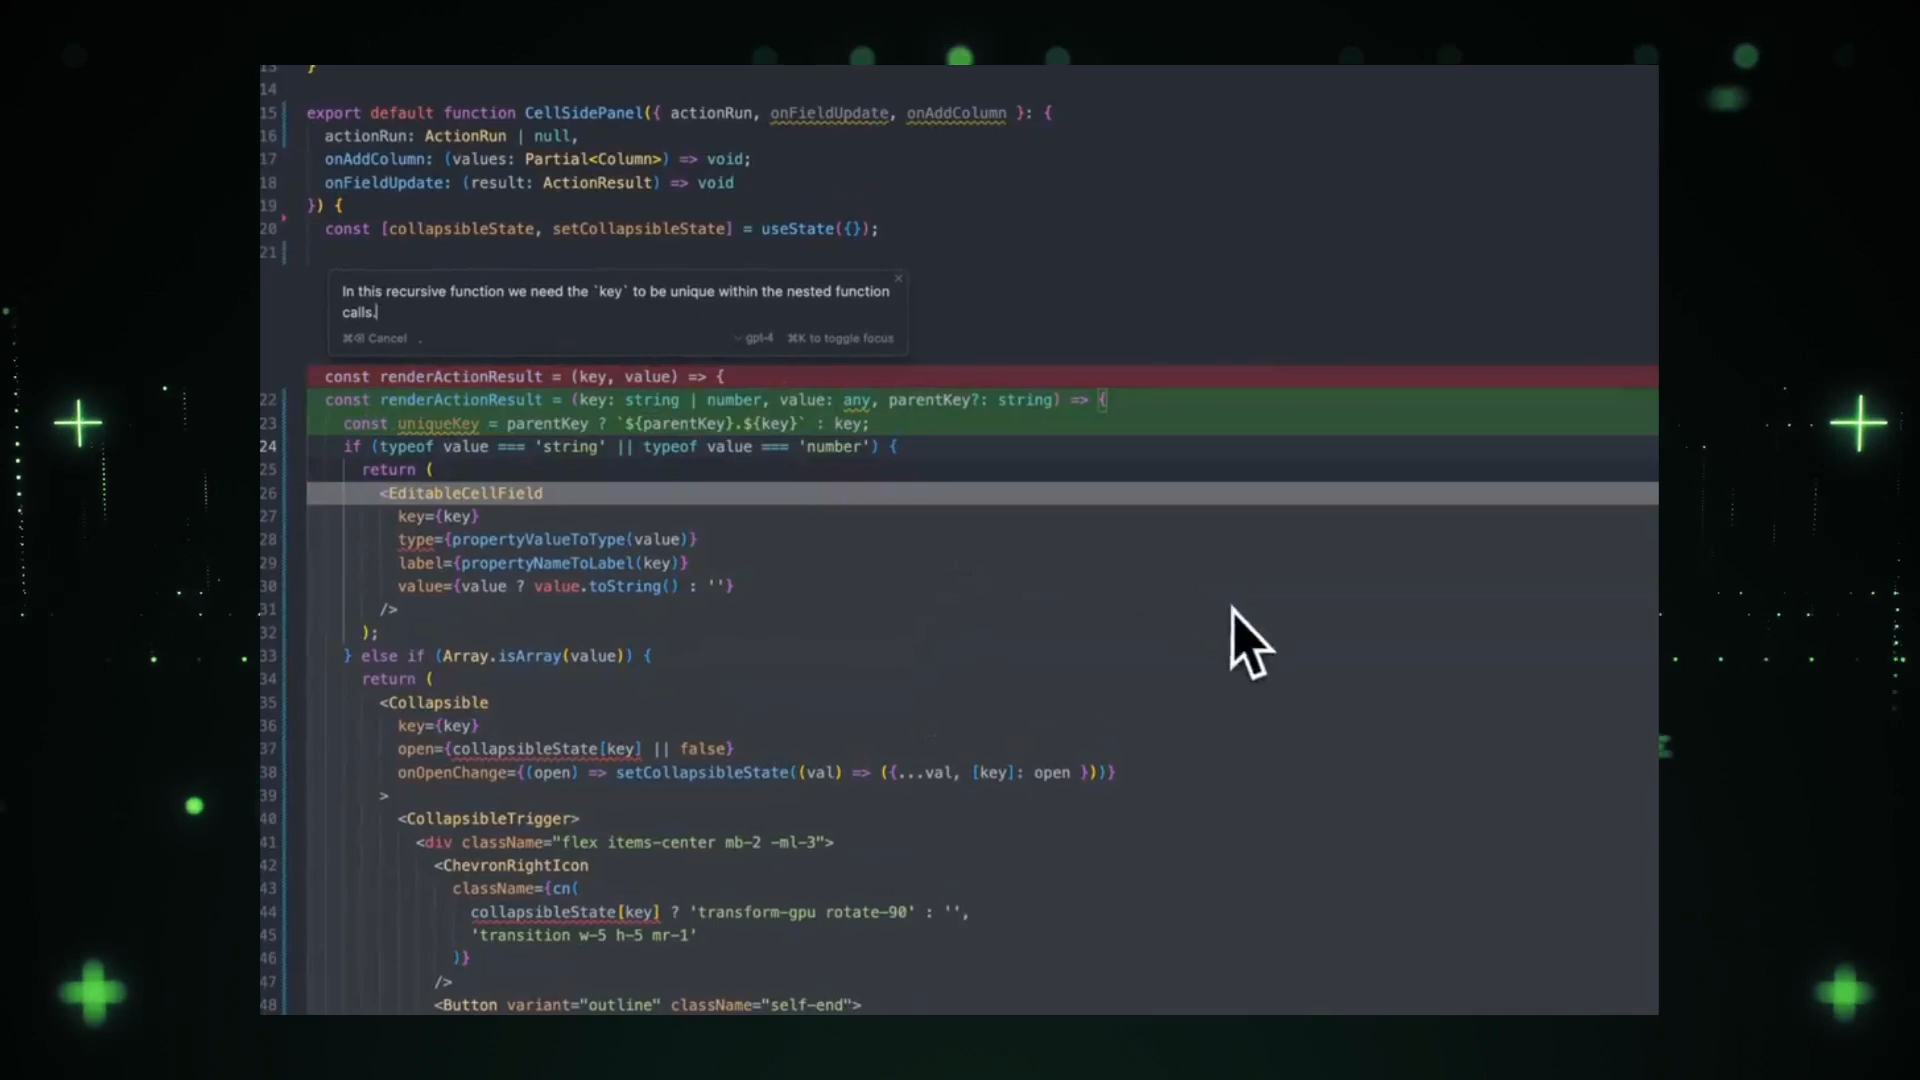 13 }
14
15 export default function CellSidePanel({ actionRun, onFieldUpdate, onAddColumn }: {
16 actionRun: ActionRun | null,
17 onAddColumn: (values: Partial<Column>) => void;
18 onFieldUpdate: (result: ActionResult) => void
19 }) {
20 const [collapsibleState, setCollapsibleState] = useState({});
21
In this recursive function we need the `key` to be unique within the nested function
calls.
⌘⌫ Cancel gpt-4 ⌘K to toggle focus
const renderActionResult = (key, value) => {
22 const renderActionResult = (key: string | number, value: any, parentKey?: string) => {
23 const uniqueKey = parentKey ? `${parentKey}.${key}` : key;
24 if (typeof value === 'string' || typeof value === 'number') {
25 return (
26 <EditableCellField
27 key={key}
28 type={propertyValueToType(value)}
29 label={propertyNameToLabel(key)}
30 value={value ? value.toString() : ''}
31 />
32 );
33 } else if (Array.isArray(value)) {
34 return (
35 <Collapsible
36 key={key}
37 open={collapsibleState[key] || false}
38 onOpenChange={(open) => setCollapsibleState((val) => ({...val, [key]: open }))}
39 >
40 <CollapsibleTrigger>
41 <div className="flex items-center mb-2 -ml-3">
42 <ChevronRightIcon
43 className={cn(
44 collapsibleState[key] ? 'transform-gpu rotate-90' : '',
45 'transition w-5 h-5 mr-1'
46 )}
47 />
48 <Button variant="outline" className="self-end">